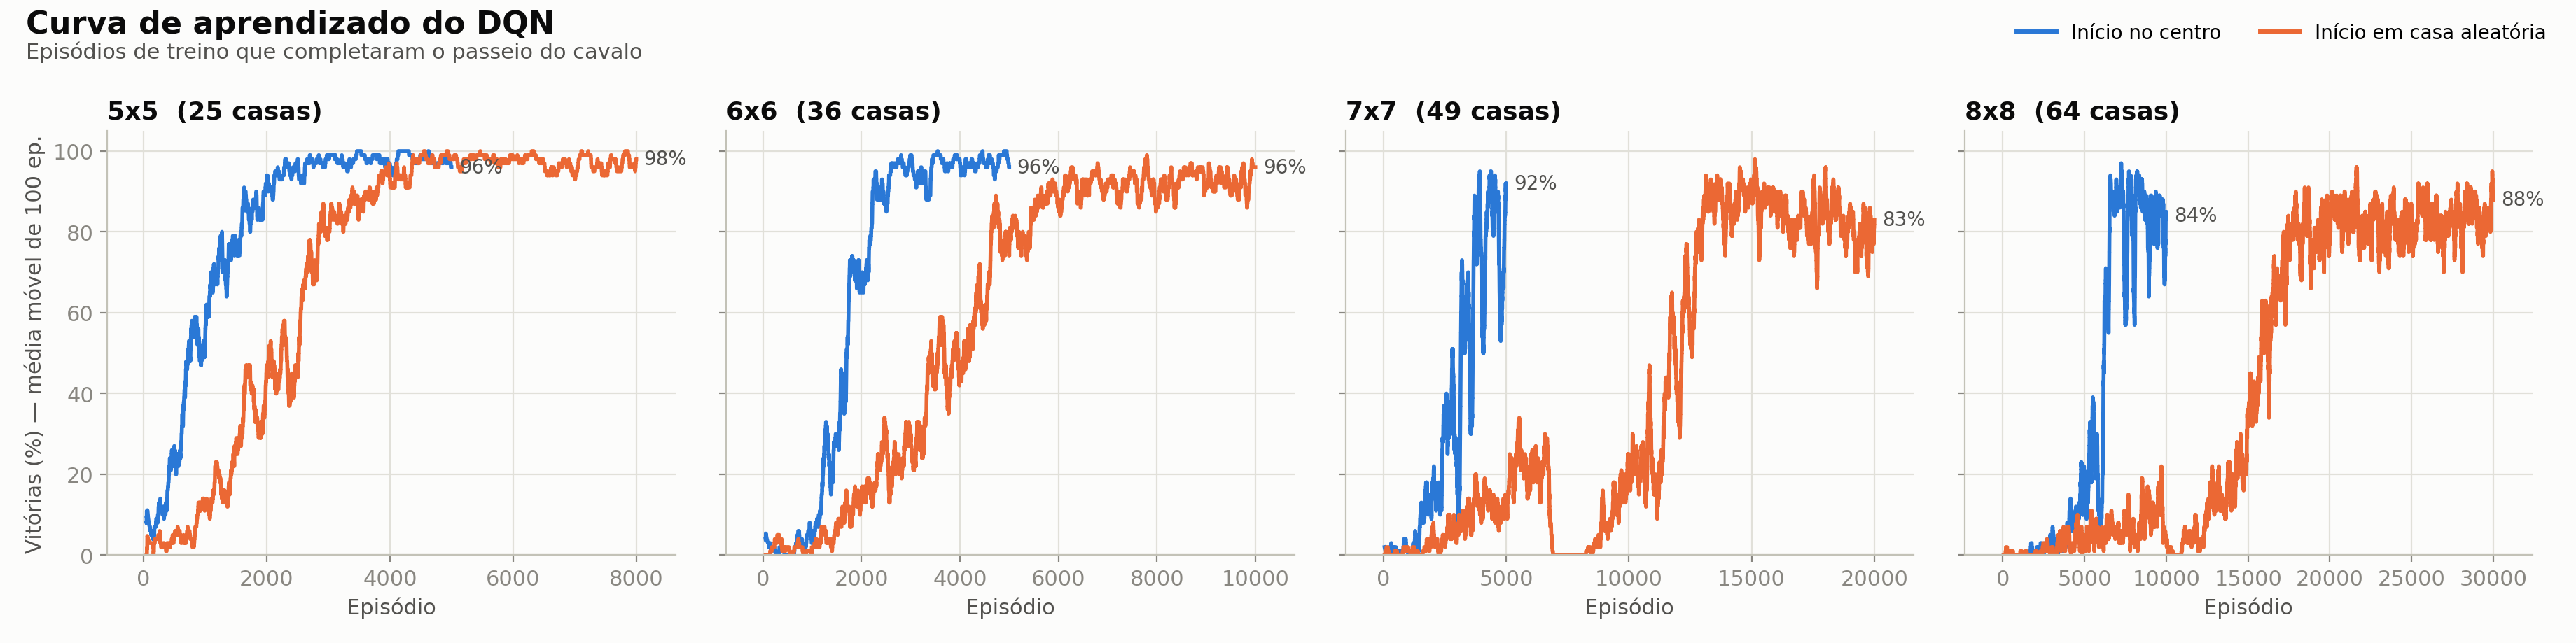 Curva de aprendizado do DQN
Episódios de treino que completaram o passeio do cavalo
Início no centro
Início em casa aleatória
5x5 (25 casas)
Vitórias (%) — média móvel de 100 ep.
100
80
60
40
20
0
96%
98%
0 2000 4000 6000 8000
Episódio
6x6 (36 casas)
96%
96%
0 2000 4000 6000 8000 10000
Episódio
7x7 (49 casas)
92%
83%
0 5000 10000 15000 20000
Episódio
8x8 (64 casas)
84%
88%
0 5000 10000 15000 20000 25000 30000
Episódio